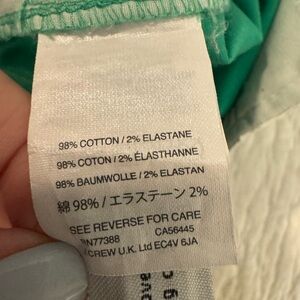 98% COTTON / 2% ELASTANE
98% COTON / 2% ÉLASTHANNE
98% BAUMWOLLE / 2% ELASTAN
綿 98% / エラステーン 2%
SEE REVERSE FOR CARE
RN77388 CA56445
CREW U.K. Ltd EC4V 6JA